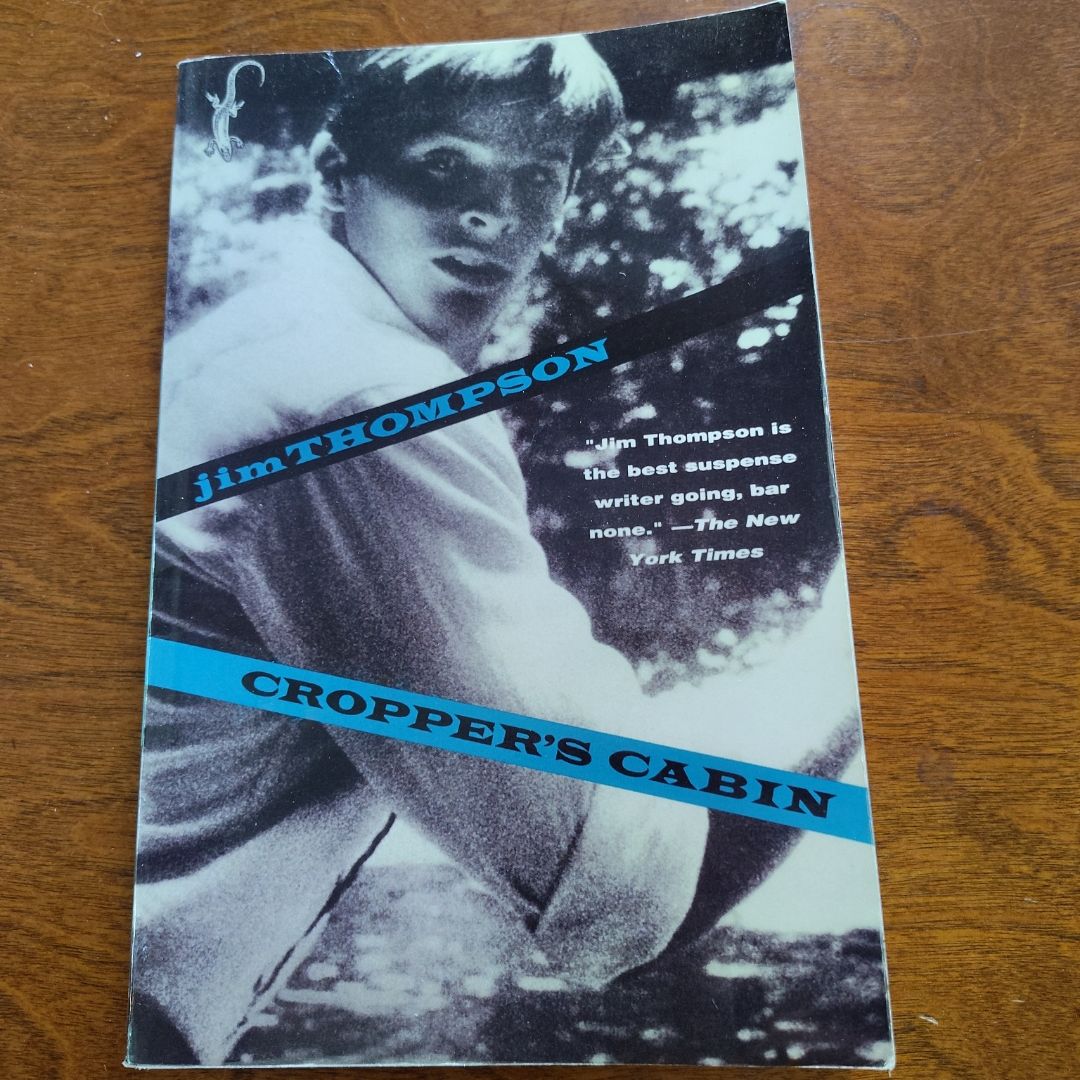 jimTHOMPSON
"Jim Thompson is
the best suspense
writer going, bar
none." —The New
York Times
CROPPER'S CABIN